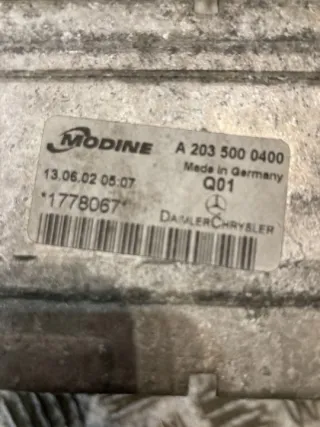 MODINE A 203 500 0400
Made in Germany
13.06.02 05:07 Q01
*1778067*
DAIMLERCHRYSLER